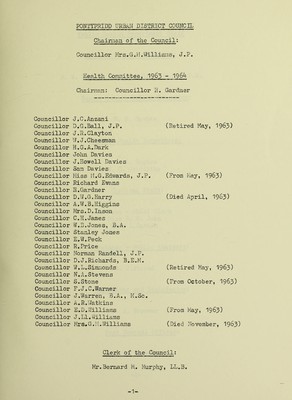 PONTYPRIDD URBAN DISTRICT COUNCIL
Chairman of the Council:
Councillor Mrs.G.M.Williams, J.P.
Health Committee, 1963 - 1964
Chairman: Councillor R. Gardner
Councillor J.C.Anzani
Councillor D.O.Ball, J.P. (Retired May, 1963)
Councillor J.R.Clayton
Councillor W.J.Cheesman
Councillor M.G.A.Dark
Councillor John Davies
Councillor J.Howell Davies
Councillor Sam Davies
Councillor Miss M.G.Edwards, J.P. (From May, 1963)
Councillor Richard Evans
Councillor R.Gardner
Councillor D.W.G.Harry (Died April, 1963)
Councillor A.W.B.Higgins
Councillor Mrs.D.Inson
Councillor C.H.James
Councillor W.D.Jones, B.A.
Councillor Stanley Jones
Councillor E.W.Peck
Councillor R.Price
Councillor Norman Randell, J.P.
Councillor D.J.Richards, B.E.M.
Councillor W.L.Simmonds (Retired May, 1963)
Councillor N.A.Stevens
Councillor S.Stone (From October, 1963)
Councillor F.J.C.Warner
Councillor J.Warren, B.A., M.Sc.
Councillor A.R.Watkins
Councillor E.D.Williams (From May, 1963)
Councillor J.Ll.Williams
Councillor Mrs.G.M.Williams (Died November, 1963)
Clerk of the Council:
Mr.Bernard M. Murphy, LL.B.
-1-